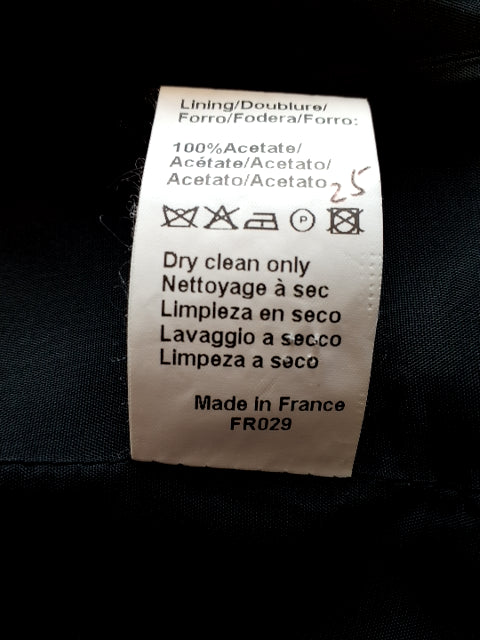 Lining/Doublure/
Forro/Fodera/Forro:
100%Acetate/
Acétate/Acetato/
Acetato/Acetato
25
P
Dry clean only
Nettoyage à sec
Limpieza en seco
Lavaggio a secco
Limpeza a seco
Made in France
FR029